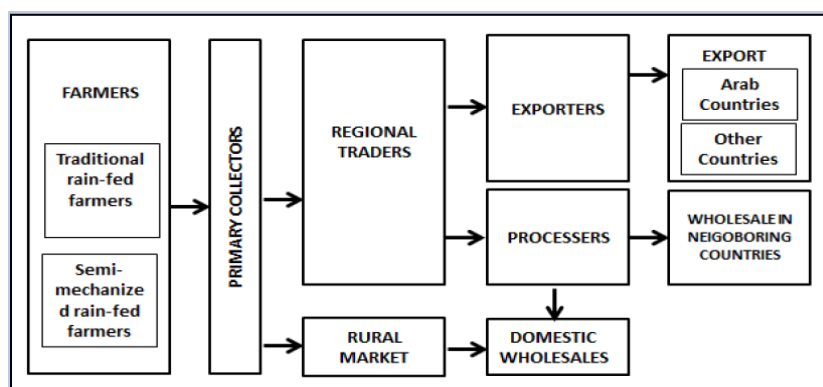 FARMERS
Traditional
rain-fed
farmers
Semi-
mechanize
d rain-fed
farmers
PRIMARY COLLECTORS
REGIONAL
TRADERS
RURAL
MARKET
EXPORTERS
PROCESSERS
DOMESTIC
WHOLESALES
EXPORT
Arab
Countries
Other
Countries
WHOLESALE IN
NEIGOBORING
COUNTRIES